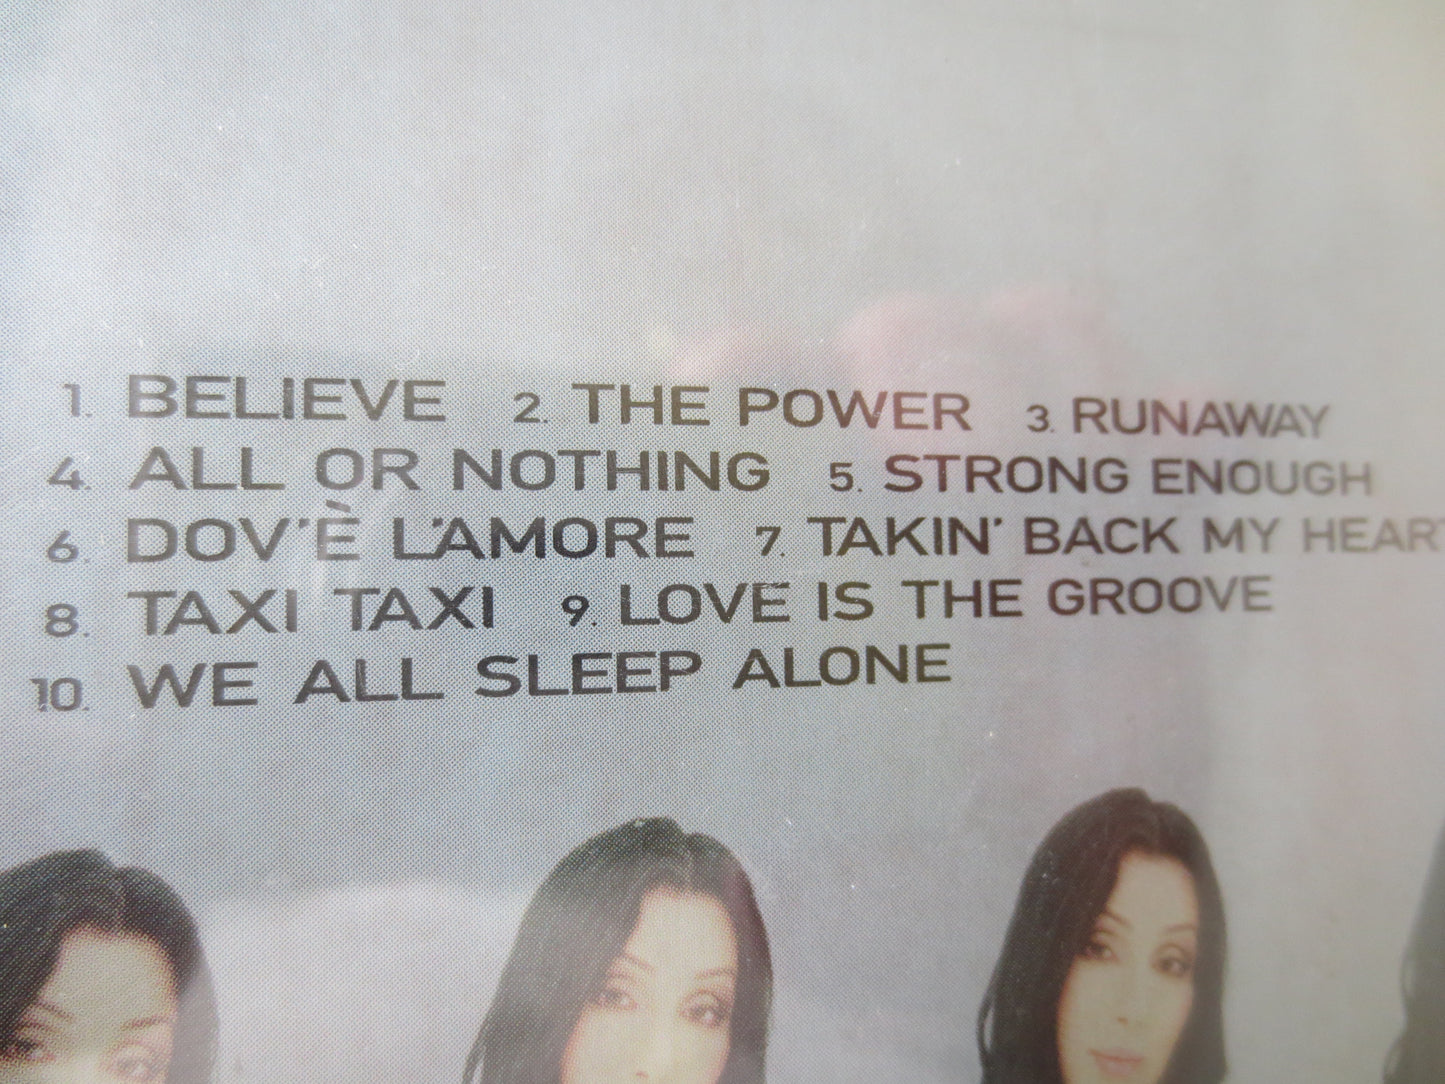 1. BELIEVE 2. THE POWER 3. RUNAWAY
4. ALL OR NOTHING 5. STRONG ENOUGH
6. DOV'È L'AMORE 7. TAKIN' BACK MY HEART
8. TAXI TAXI 9. LOVE IS THE GROOVE
10. WE ALL SLEEP ALONE